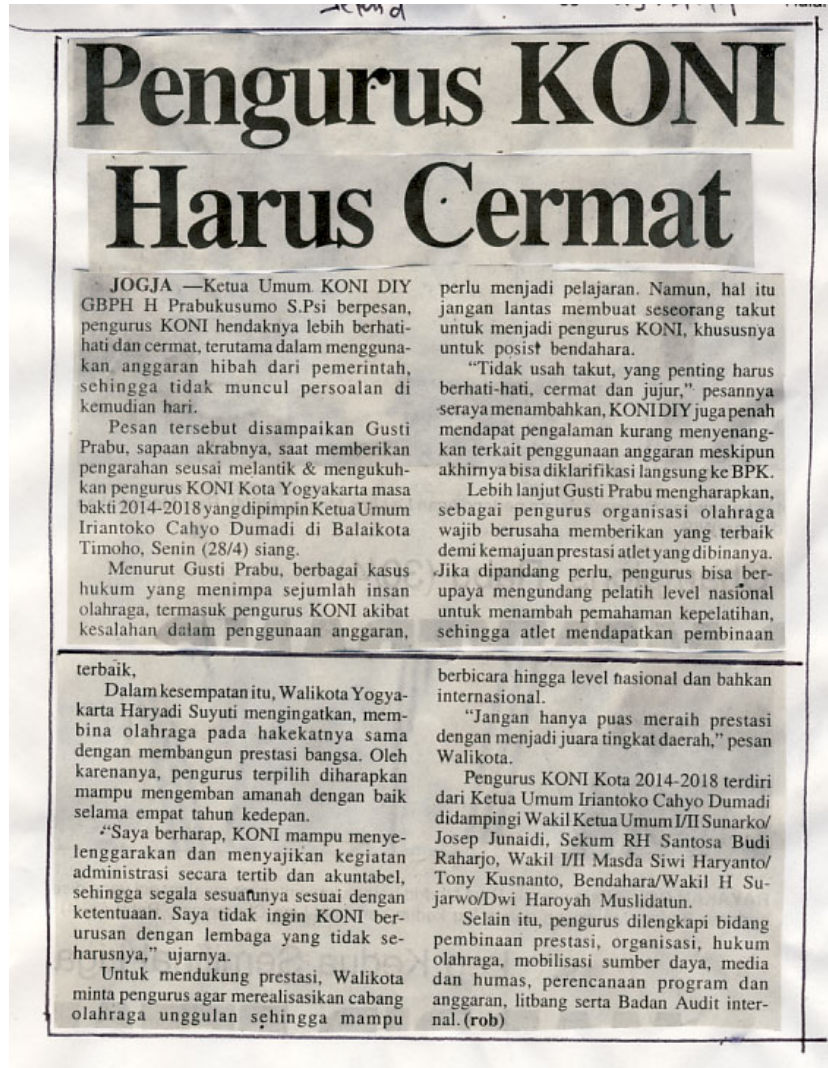 Pengurus KONI
Harus Cermat
JOGJA —Ketua Umum KONI DIY
GBPH H Prabukusumo S.Psi berpesan,
pengurus KONI hendaknya lebih berhati-
hati dan cermat, terutama dalam mengguna-
kan anggaran hibah dari pemerintah,
sehingga tidak muncul persoalan di
kemudian hari.
Pesan tersebut disampaikan Gusti
Prabu, sapaan akrabnya, saat memberikan
pengarahan seusai melantik & mengukuh-
kan pengurus KONI Kota Yogyakarta masa
bakti 2014-2018 yang dipimpin Ketua Umum
Iriantoko Cahyo Dumadi di Balaikota
Timoho, Senin (28/4) siang.
Menurut Gusti Prabu, berbagai kasus
hukum yang menimpa sejumlah insan
olahraga, termasuk pengurus KONI akibat
kesalahan dalam penggunaan anggaran,
perlu menjadi pelajaran. Namun, hal itu
jangan lantas membuat seseorang takut
untuk menjadi pengurus KONI, khususnya
untuk posist bendahara.
“Tidak usah takut, yang penting harus
berhati-hati, cermat dan jujur,” pesannya
seraya menambahkan, KONI DIY juga penah
mendapat pengalaman kurang menyenang-
kan terkait penggunaan anggaran meskipun
akhirnya bisa diklarifikasi langsung ke BPK.
Lebih lanjut Gusti Prabu mengharapkan,
sebagai pengurus organisasi olahraga
wajib berusaha memberikan yang terbaik
demi kemajuan prestasi atlet yang dibinanya.
Jika dipandang perlu, pengurus bisa ber-
upaya mengundang pelatih level nasional
untuk menambah pemahaman kepelatihan,
sehingga atlet mendapatkan pembinaan
terbaik,
Dalam kesempatan itu, Walikota Yogya-
karta Haryadi Suyuti mengingatkan, mem-
bina olahraga pada hakekatnya sama
dengan membangun prestasi bangsa. Oleh
karenanya, pengurus terpilih diharapkan
mampu mengemban amanah dengan baik
selama empat tahun kedepan.
“Saya berharap, KONI mampu menye-
lenggarakan dan menyajikan kegiatan
administrasi secara tertib dan akuntabel,
sehingga segala sesuatunya sesuai dengan
ketentuaan. Saya tidak ingin KONI ber-
urusan dengan lembaga yang tidak se-
harusnya,” ujarnya.
Untuk mendukung prestasi, Walikota
minta pengurus agar merealisasikan cabang
olahraga unggulan sehingga mampu
berbicara hingga level nasional dan bahkan
internasional.
“Jangan hanya puas meraih prestasi
dengan menjadi juara tingkat daerah,” pesan
Walikota.
Pengurus KONI Kota 2014-2018 terdiri
dari Ketua Umum Iriantoko Cahyo Dumadi
didampingi Wakil Ketua Umum I/II Sunarko/
Josep Junaidi, Sekum RH Santosa Budi
Raharjo, Wakil I/II Masda Siwi Haryanto/
Tony Kusnanto, Bendahara/Wakil H Su-
jarwo/Dwi Haroyah Muslidatun.
Selain itu, pengurus dilengkapi bidang
pembinaan prestasi, organisasi, hukum
olahraga, mobilisasi sumber daya, media
dan humas, perencanaan program dan
anggaran, litbang serta Badan Audit inter-
nal. (rob)